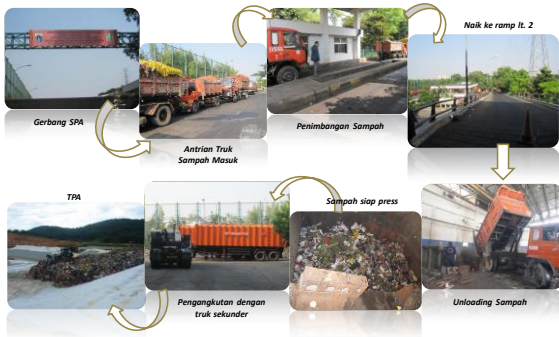 Naik ke ramp lt. 2
Gerbang SPA
Antrian Truk
Sampah Masuk
Penimbangan Sampah
TPA
Sampah siap press
Pengangkutan dengan
truk sekunder
Unloading Sampah